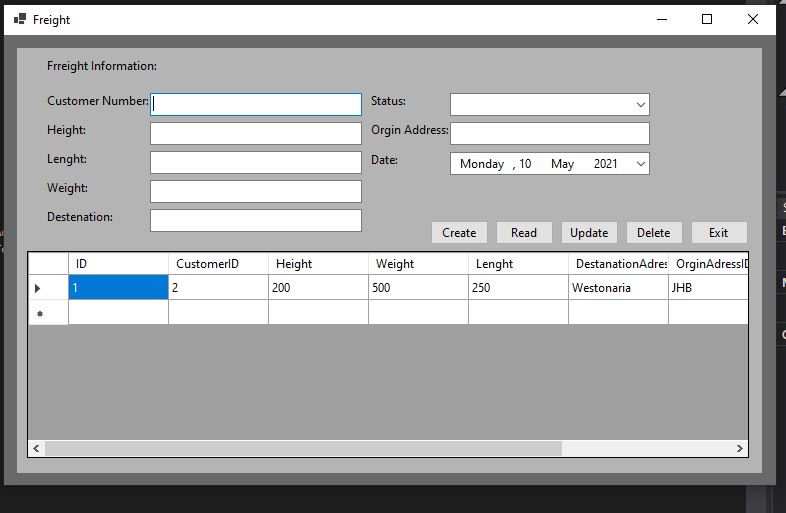 Freight
Frreight Information:
Customer Number: Status:
Height: Orgin Address:
Lenght: Date: Monday , 10 May 2021
Weight:
Destenation:
Create Read Update Delete Exit
ID CustomerID Height Weight Lenght DestanationAdres OrginAdressID
1 2 200 500 250 Westonaria JHB